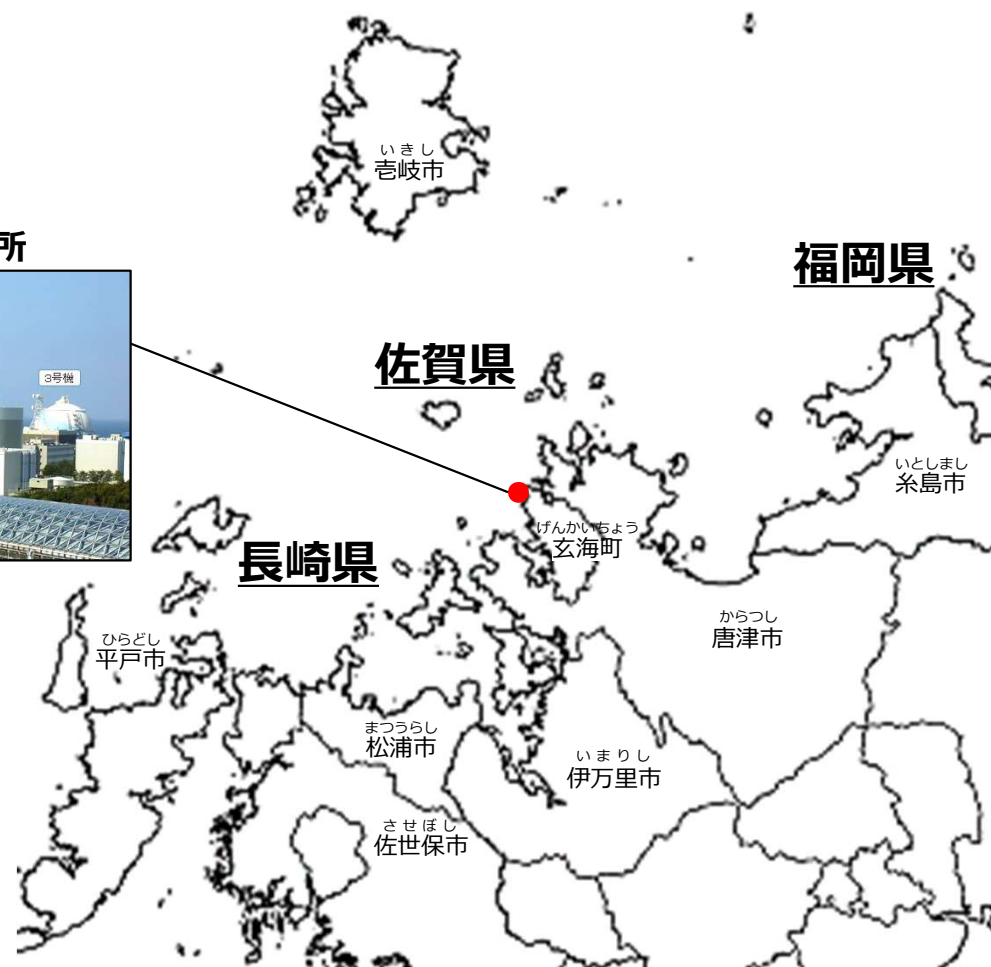 いきし
壱岐市
所
福岡県
佐賀県
3号機
いとしまし
糸島市
げんかいちょう
玄海町
長崎県
からつし
唐津市
ひらどし
平戸市
まつうらし
松浦市
いまりし
伊万里市
させぼし
佐世保市